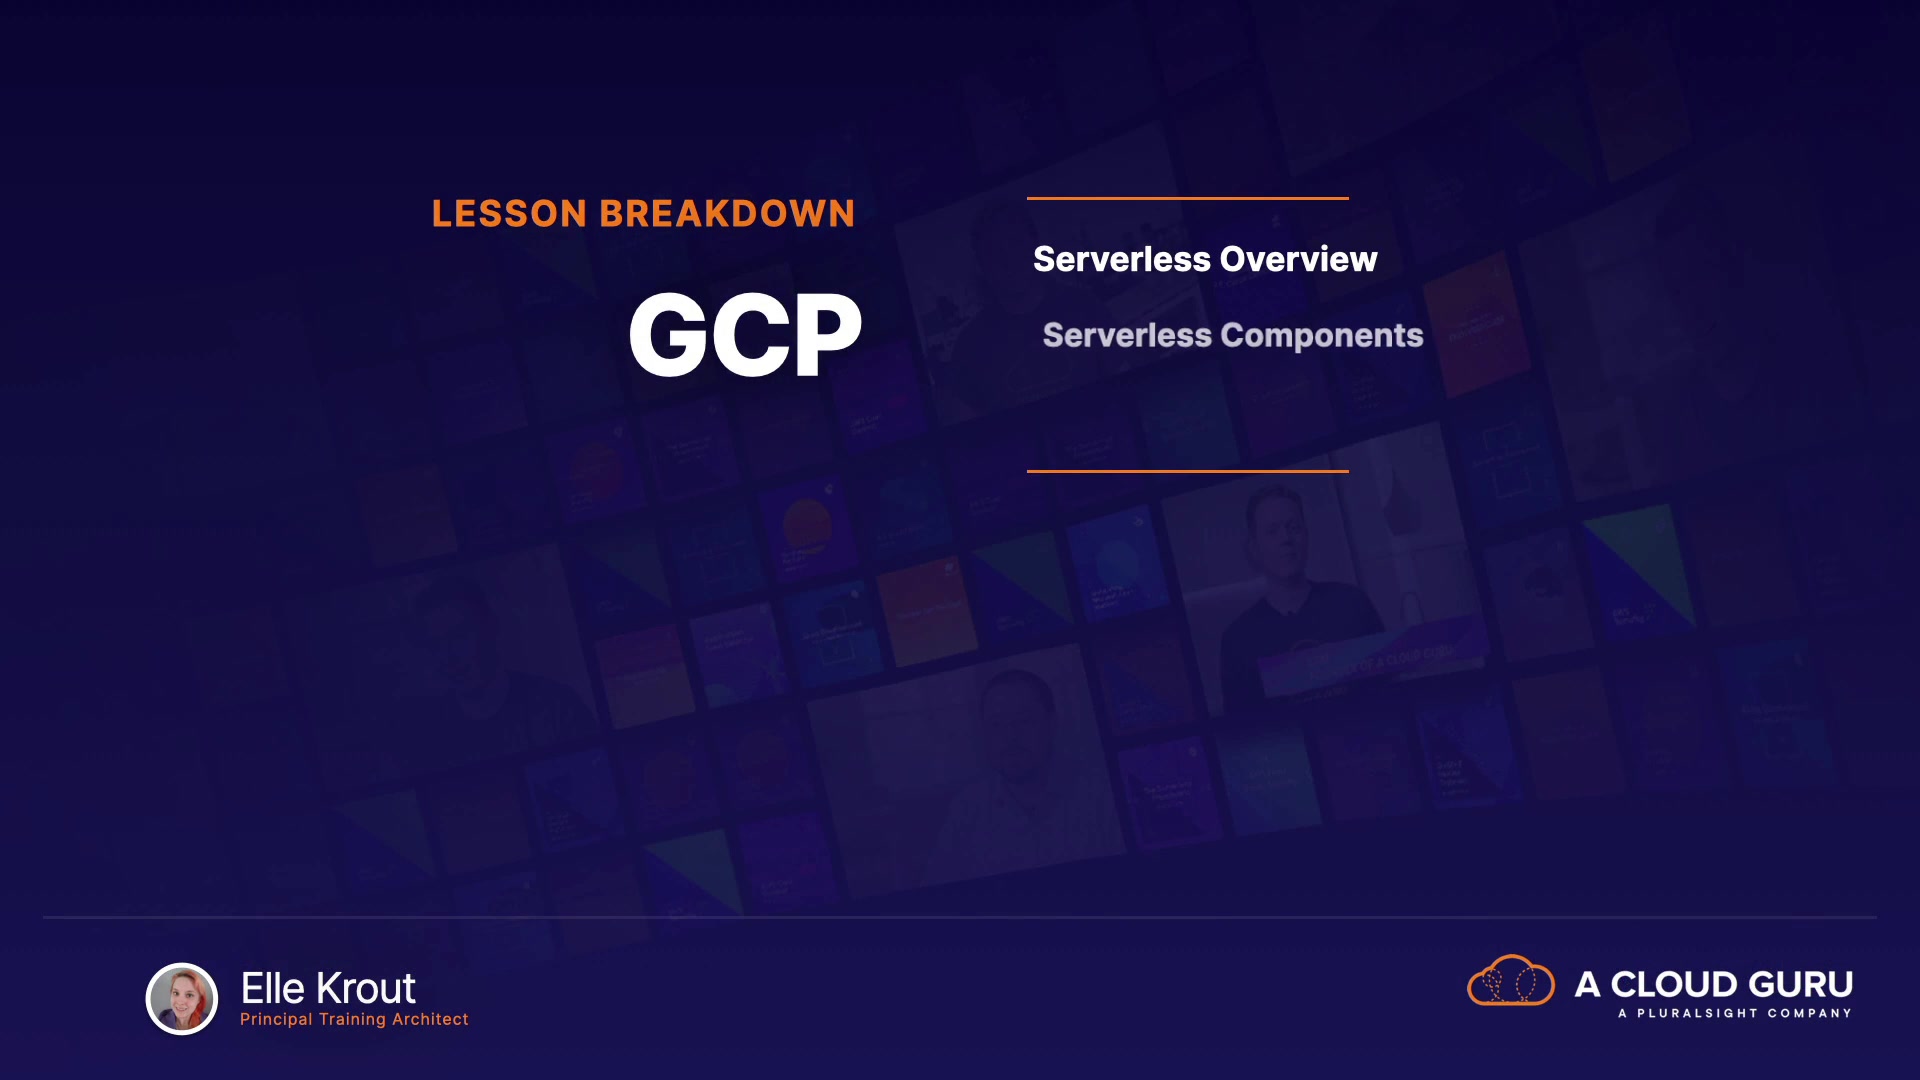 LESSON BREAKDOWN
GCP
Serverless Overview
Serverless Components
Elle Krout
Principal Training Architect
A CLOUD GURU
A PLURALSIGHT COMPANY